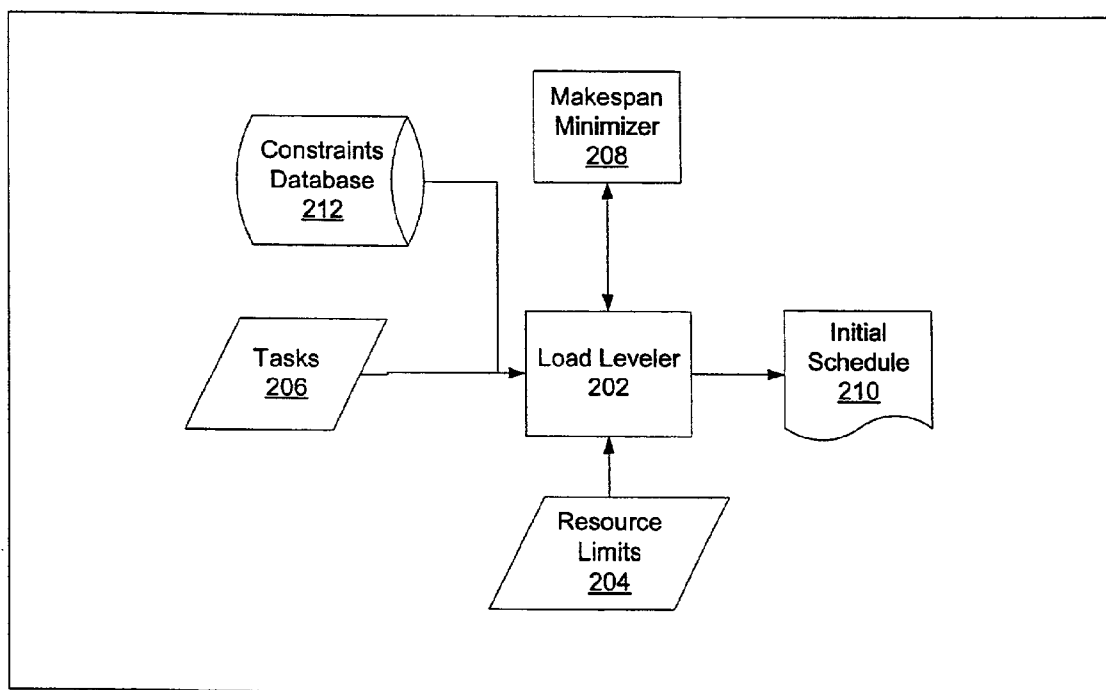 Makespan
Minimizer
208
Constraints
Database
212
Tasks
206
Load Leveler
202
Initial
Schedule
210
Resource
Limits
204